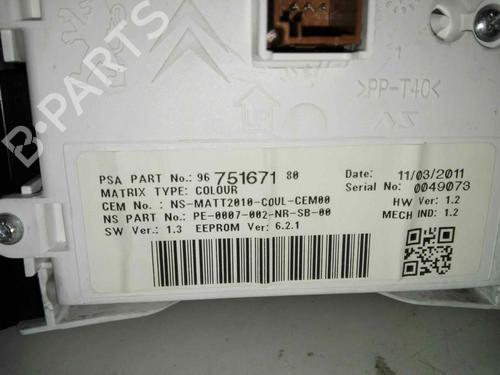 >PP-T40<
PSA PART No.: 96 751671 80
Date: 11/03/2011
MATRIX TYPE: COLOUR
Serial No: 0049073
CEM No.: NS-MATT2010-COUL-CEM00
HW Ver: 1.2
NS PART No.: PE-0007-002-NR-SB-00
MECH IND: 1.2
SW Ver.: 1.3 EEPROM Ver: 6.2.1